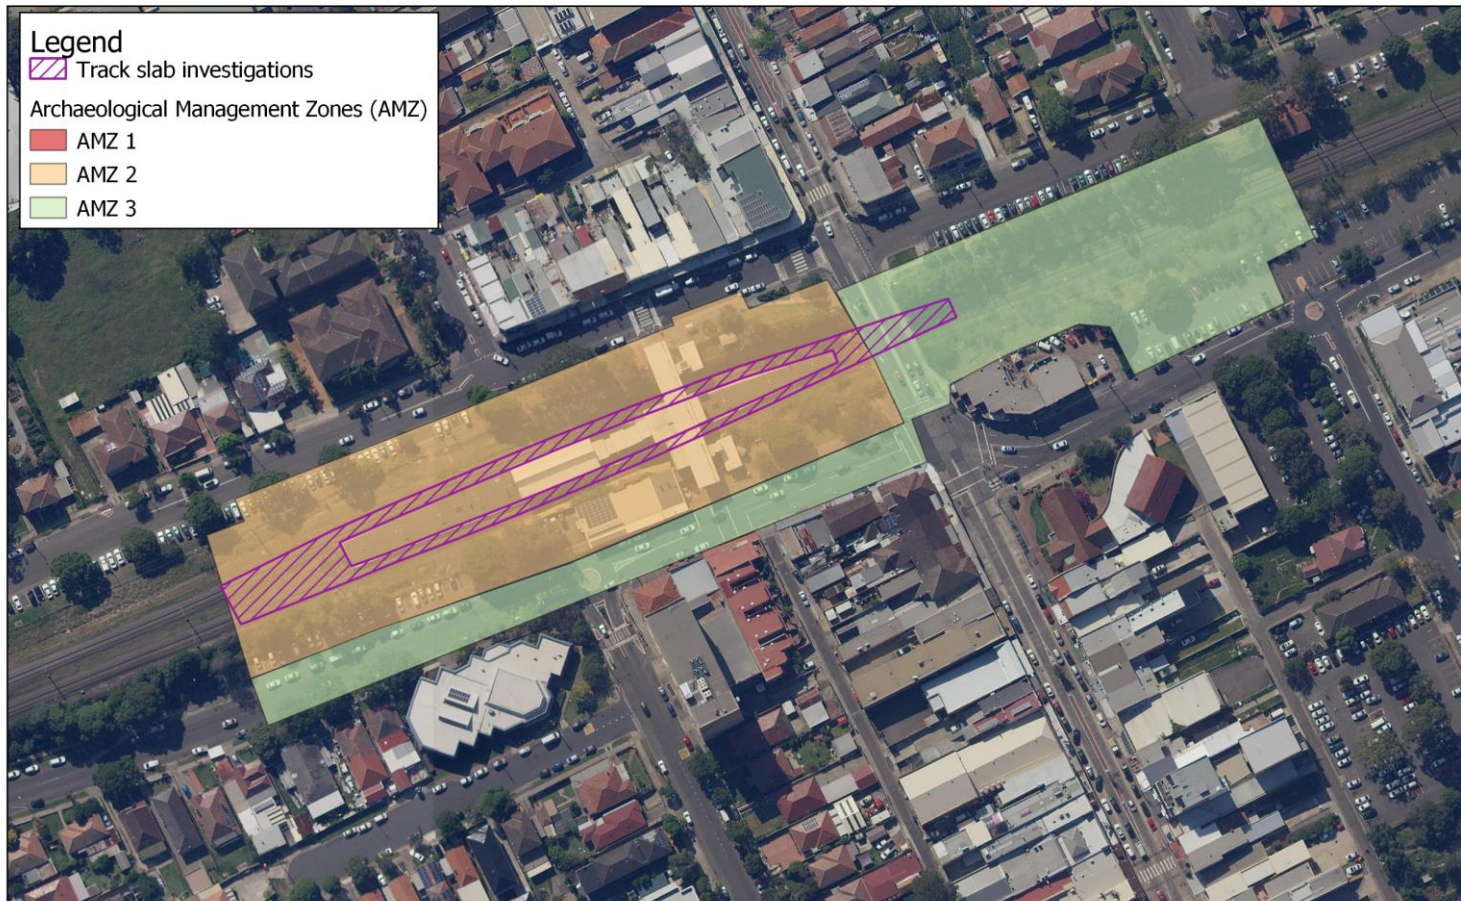 Legend
Track slab investigations
Archaeological Management Zones (AMZ)
AMZ 1
AMZ 2
AMZ 3